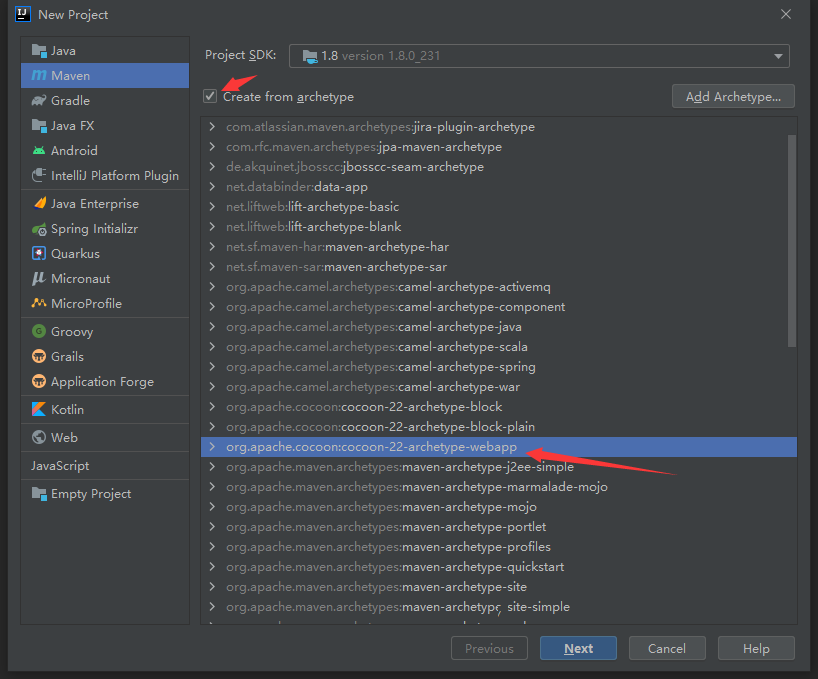 New Project
Java
Maven
Gradle
Java FX
Android
IntelliJ Platform Plugin
Java Enterprise
Spring Initializr
Quarkus
Micronaut
MicroProfile
Groovy
Grails
Application Forge
Kotlin
Web
JavaScript
Empty Project
Project SDK: 1.8 version 1.8.0_231
Create from archetype
Add Archetype...
com.atlassian.maven.archetypes:jira-plugin-archetype
com.rfc.maven.archetypes:jpa-maven-archetype
de.akquinet.jbosscc:jbosscc-seam-archetype
net.databinder:data-app
net.liftweb:lift-archetype-basic
net.liftweb:lift-archetype-blank
net.sf.maven-har:maven-archetype-har
net.sf.maven-sar:maven-archetype-sar
org.apache.camel.archetypes:camel-archetype-activemq
org.apache.camel.archetypes:camel-archetype-component
org.apache.camel.archetypes:camel-archetype-java
org.apache.camel.archetypes:camel-archetype-scala
org.apache.camel.archetypes:camel-archetype-spring
org.apache.camel.archetypes:camel-archetype-war
org.apache.cocoon:cocoon-22-archetype-block
org.apache.cocoon:cocoon-22-archetype-block-plain
org.apache.cocoon:cocoon-22-archetype-webapp
org.apache.maven.archetypes:maven-archetype-j2ee-simple
org.apache.maven.archetypes:maven-archetype-marmalade-mojo
org.apache.maven.archetypes:maven-archetype-mojo
org.apache.maven.archetypes:maven-archetype-portlet
org.apache.maven.archetypes:maven-archetype-profiles
org.apache.maven.archetypes:maven-archetype-quickstart
org.apache.maven.archetypes:maven-archetype-site
org.apache.maven.archetypes:maven-archetype-site-simple
Previous
Next
Cancel
Help